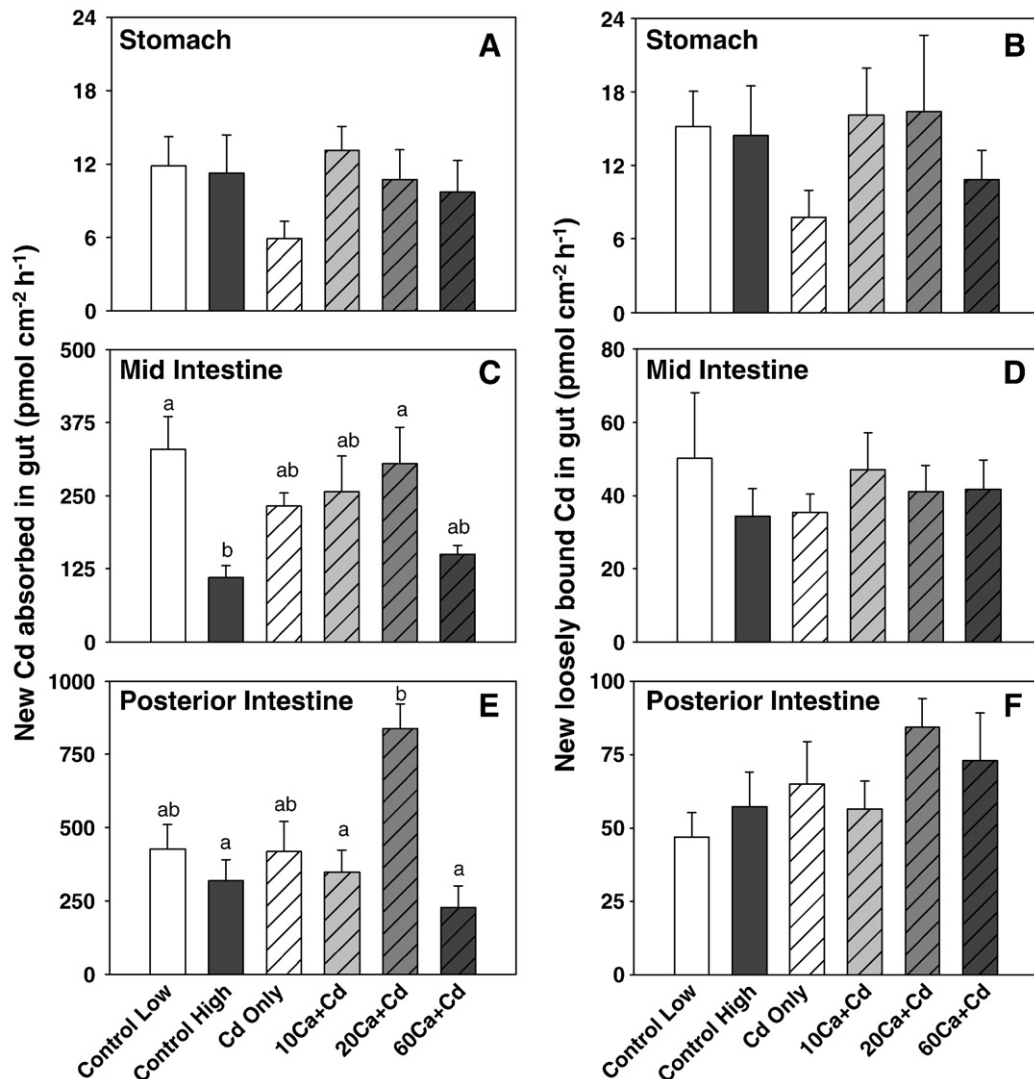 New Cd absorbed in gut (pmol cm⁻² h⁻¹)
Stomach
A
24
18
12
6
0
Mid Intestine
C
500
375
250
125
0
a
b
ab
ab
a
ab
Posterior Intestine
E
1000
750
500
250
0
ab
a
ab
a
b
a
Control Low
Control High
Cd Only
10Ca+Cd
20Ca+Cd
60Ca+Cd
New loosely bound Cd in gut (pmol cm⁻² h⁻¹)
Stomach
B
24
18
12
6
0
Mid Intestine
D
80
60
40
20
0
Posterior Intestine
F
100
75
50
25
0
Control Low
Control High
Cd Only
10Ca+Cd
20Ca+Cd
60Ca+Cd